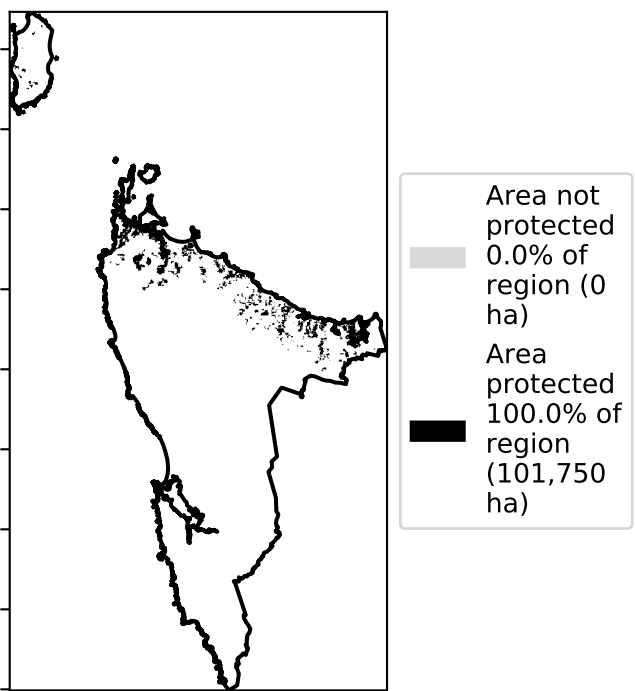 Area not
protected
0.0% of
region (0
ha)
Area
protected
100.0% of
region
(101,750
ha)